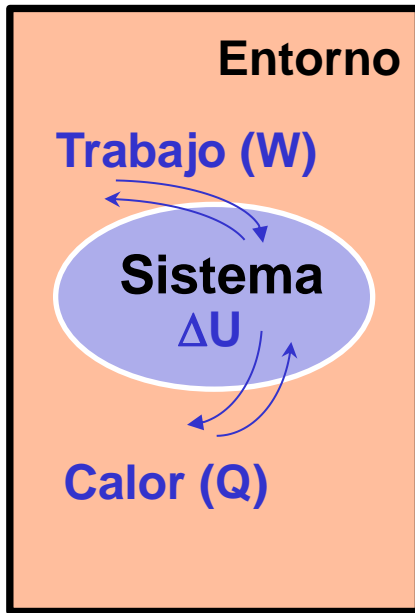 Entorno
Trabajo (W)
Sistema
ΔU
Calor (Q)